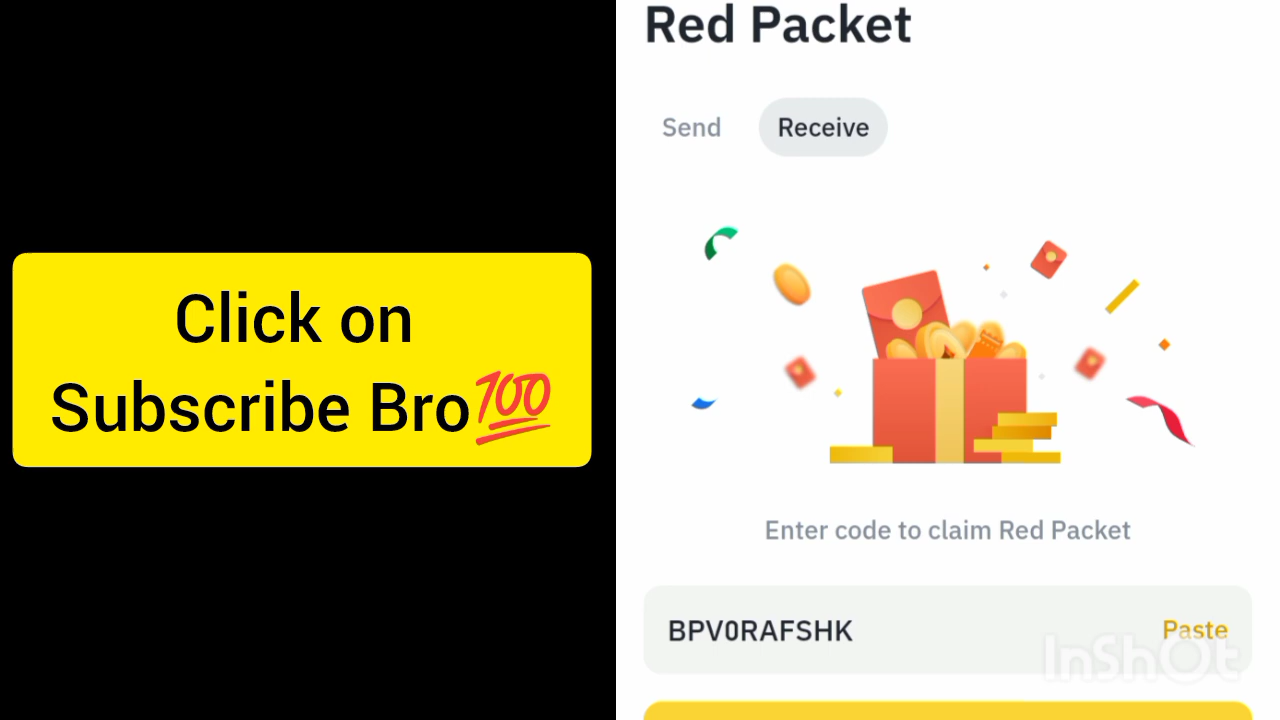 Click on
Subscribe Bro💯
Red Packet
Send
Receive
Enter code to claim Red Packet
BPV0RAFSHK
Paste
InShOt